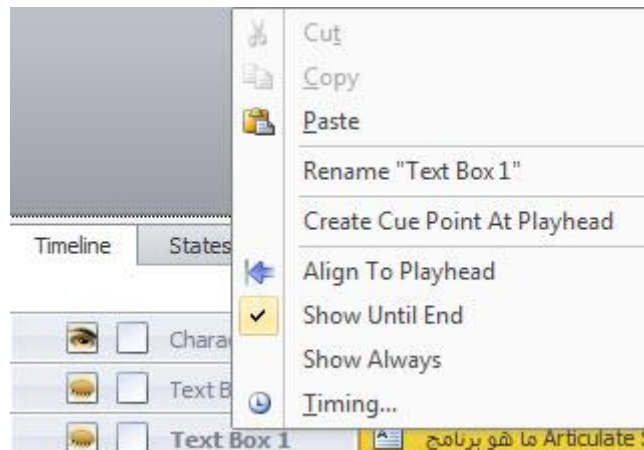 Cut
Copy
Paste
Rename "Text Box 1"
Create Cue Point At Playhead
Timeline
States
Align To Playhead
Show Until End
Show Always
Timing...
Text Box 1
ما هو برنامج Articulate